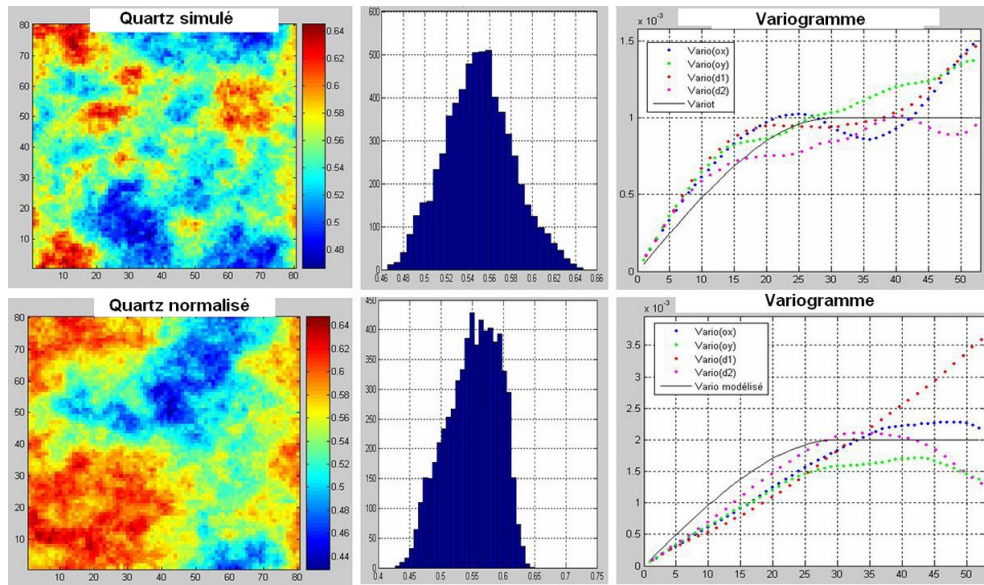 Quartz simulé
80
70
60
50
40
30
20
10
10 20 30 40 50 60 70 80
0.64
0.62
0.6
0.58
0.56
0.54
0.52
0.5
0.48
600
500
400
300
200
100
0
0.46 0.48 0.5 0.52 0.54 0.56 0.58 0.6 0.62 0.64 0.66
Variogramme
x 10⁻³
1.5
1
0.5
0
0 5 10 15 20 25 30 35 40 45 50
Vario(ox)
Vario(oy)
Vario(d1)
Vario(d2)
Variot
Quartz normalisé
80
70
60
50
40
30
20
10
10 20 30 40 50 60 70 80
0.64
0.62
0.6
0.58
0.56
0.54
0.52
0.5
0.48
0.46
0.44
450
400
350
300
250
200
150
100
50
0
0.4 0.45 0.5 0.55 0.6 0.65 0.7 0.75
Variogramme
x 10⁻³
3.5
3
2.5
2
1.5
1
0.5
0
0 5 10 15 20 25 30 35 40 45 50
Vario(ox)
Vario(oy)
Vario(d1)
Vario(d2)
Vario modélisé